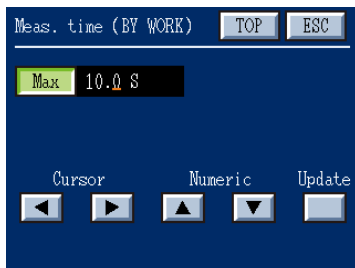 Meas. time (BY WORK) TOP ESC
Max 10.0 S
Cursor Numeric Update